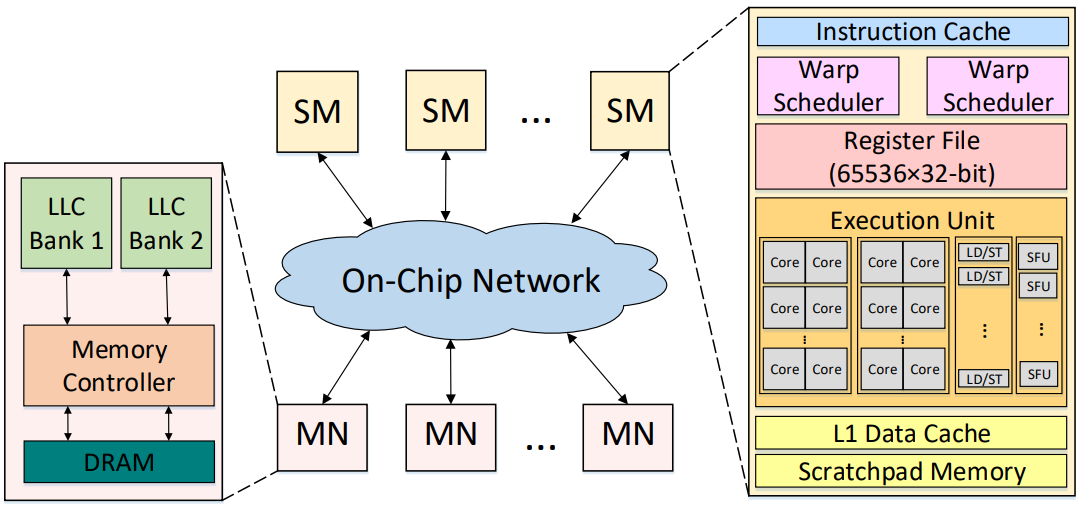 SM
SM
...
SM
On-Chip Network
MN
MN
...
MN
LLC
Bank 1
LLC
Bank 2
Memory
Controller
DRAM
Instruction Cache
Warp
Scheduler
Warp
Scheduler
Register File
(65536×32-bit)
Execution Unit
Core Core
Core Core
...
Core Core
Core Core
Core Core
...
Core Core
LD/ST
LD/ST
...
LD/ST
SFU
SFU
...
SFU
L1 Data Cache
Scratchpad Memory